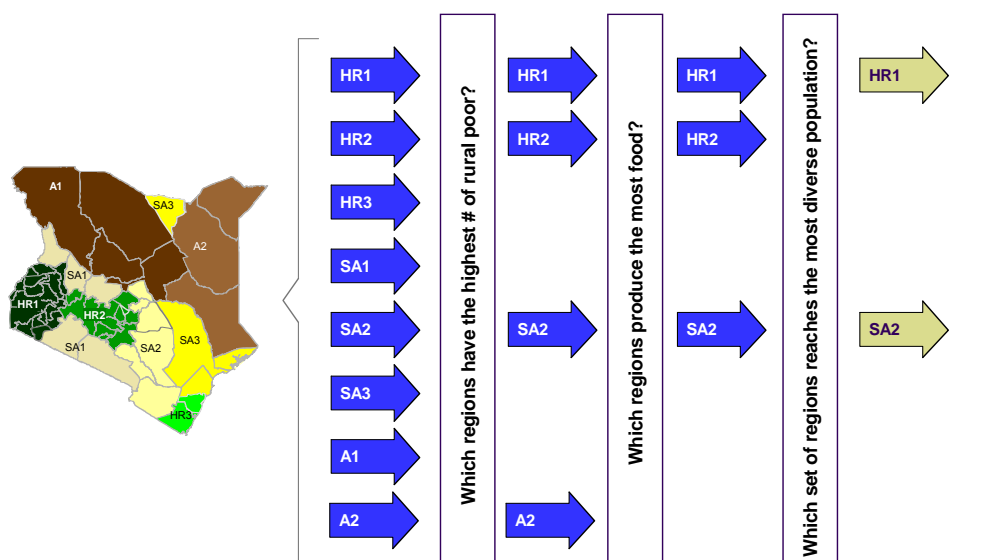 A1
SA3
A2
SA1
HR1
HR2
SA3
SA1
SA2
HR3
HR1
HR2
HR3
SA1
SA2
SA3
A1
A2
Which regions have the highest # of rural poor?
HR1
HR2
SA2
A2
Which regions produce the most food?
HR1
HR2
SA2
Which set of regions reaches the most diverse population?
HR1
SA2